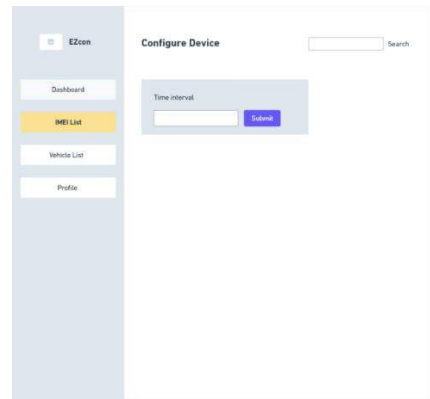 EZcon
Configure Device
Search
Dashboard
Time interval
Submit
IMEI List
Vehicle List
Profile